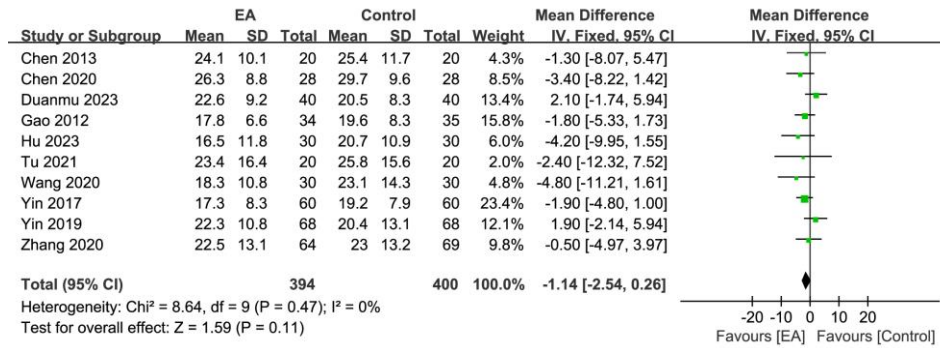 EA Control Mean Difference Mean Difference
Study or Subgroup Mean SD Total Mean SD Total Weight IV. Fixed. 95% CI IV. Fixed. 95% CI
Chen 2013 24.1 10.1 20 25.4 11.7 20 4.3% -1.30 [-8.07, 5.47]
Chen 2020 26.3 8.8 28 29.7 9.6 28 8.5% -3.40 [-8.22, 1.42]
Duanmu 2023 22.6 9.2 40 20.5 8.3 40 13.4% 2.10 [-1.74, 5.94]
Gao 2012 17.8 6.6 34 19.6 8.3 35 15.8% -1.80 [-5.33, 1.73]
Hu 2023 16.5 11.8 30 20.7 10.9 30 6.0% -4.20 [-9.95, 1.55]
Tu 2021 23.4 16.4 20 25.8 15.6 20 2.0% -2.40 [-12.32, 7.52]
Wang 2020 18.3 10.8 30 23.1 14.3 30 4.8% -4.80 [-11.21, 1.61]
Yin 2017 17.3 8.3 60 19.2 7.9 60 23.4% -1.90 [-4.80, 1.00]
Yin 2019 22.3 10.8 68 20.4 13.1 68 12.1% 1.90 [-2.14, 5.94]
Zhang 2020 22.5 13.1 64 23 13.2 69 9.8% -0.50 [-4.97, 3.97]
Total (95% CI) 394 400 100.0% -1.14 [-2.54, 0.26]
Heterogeneity: Chi² = 8.64, df = 9 (P = 0.47); I² = 0%
Test for overall effect: Z = 1.59 (P = 0.11)
-20 -10 0 10 20
Favours [EA] Favours [Control]